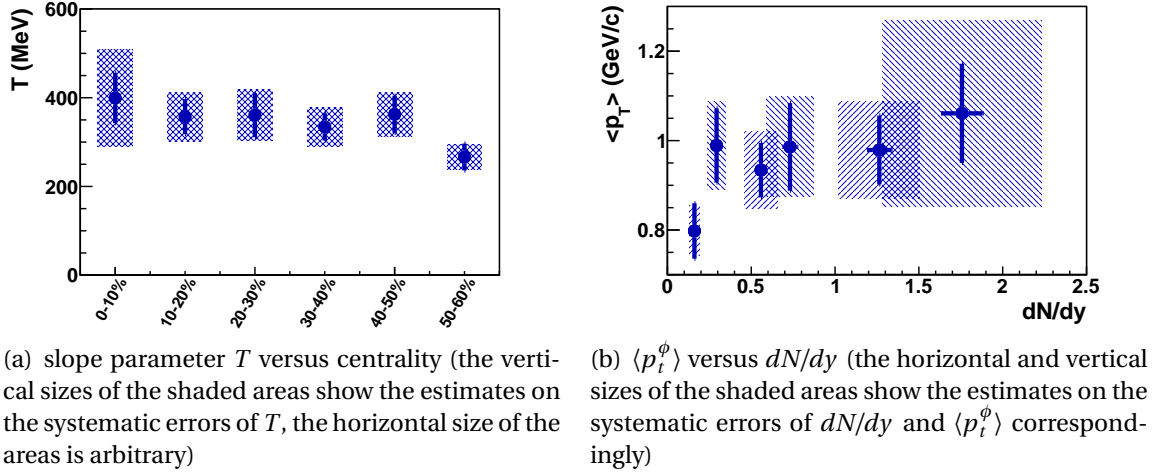 600
400
200
0
T (MeV)
0-10%
10-20%
20-30%
30-40%
40-50%
50-60%
(a) slope parameter T versus centrality (the verti-
cal sizes of the shaded areas show the estimates on
the systematic errors of T, the horizontal size of the
areas is arbitrary)
1.2
1
0.8
<p_T> (GeV/c)
0
0.5
1
1.5
2
2.5
dN/dy
(b) ⟨p_t^ϕ⟩ versus dN/dy (the horizontal and vertical
sizes of the shaded areas show the estimates on the
systematic errors of dN/dy and ⟨p_t^ϕ⟩ correspond-
ingly)